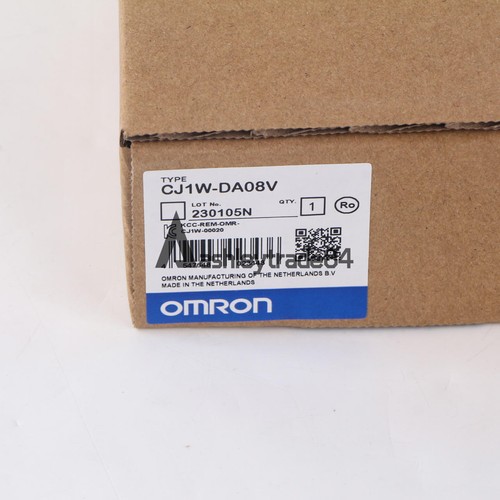 TYPE
CJ1W-DA08V
LOT No.
230105N
QTY.
1
Ro
KCC-REM-OMR-
CJ1W-00020
ashleytrade84
OMRON MANUFACTURING OF THE NETHERLANDS B.V
MADE IN THE NETHERLANDS
OMRON